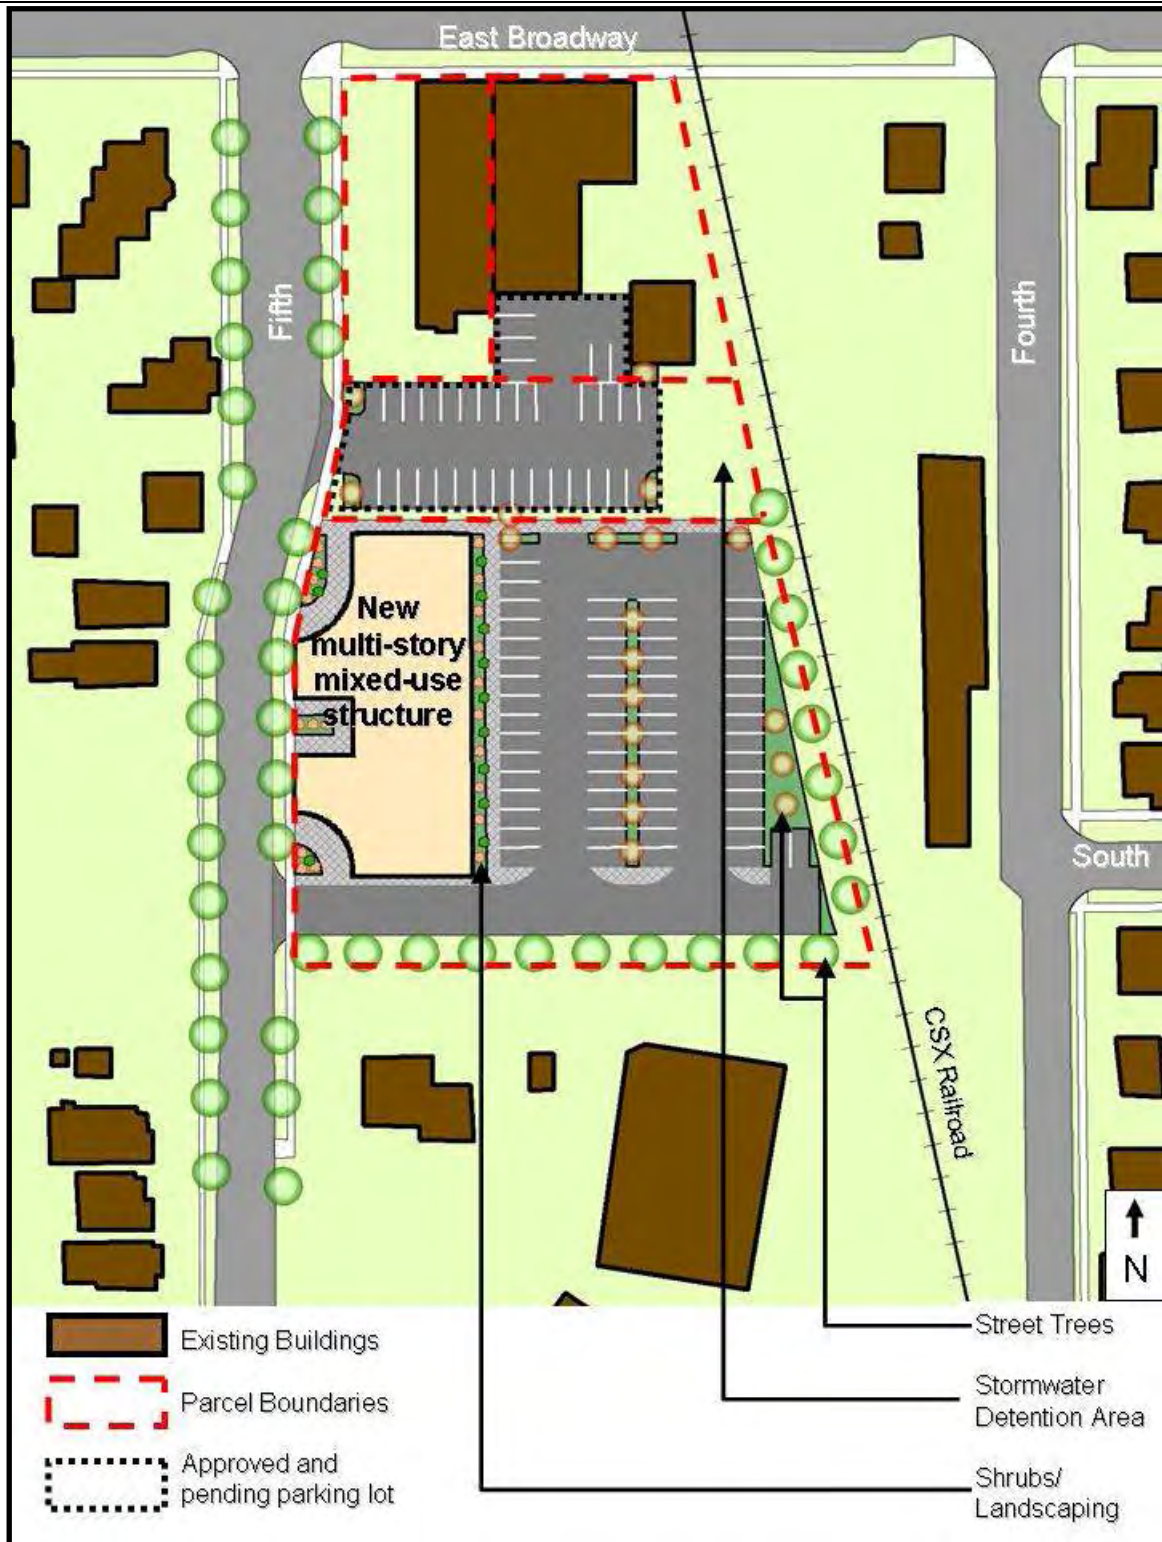 East Broadway
Fifth
Fourth
New
multi-story
mixed-use
structure
South
CSX Railroad
N
Existing Buildings
Parcel Boundaries
Approved and
pending parking lot
Street Trees
Stormwater
Detention Area
Shrubs/
Landscaping